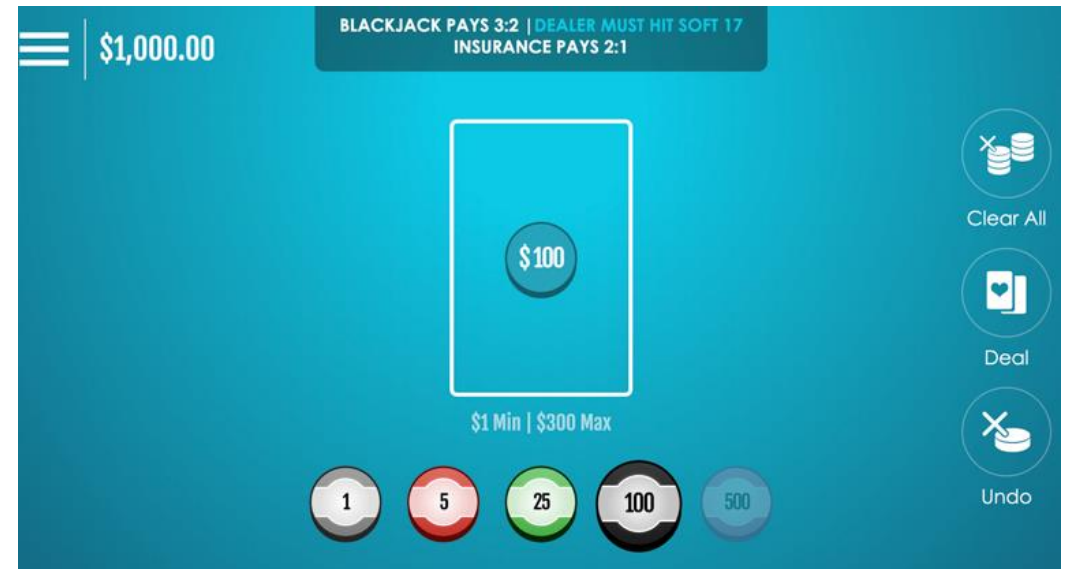 $1,000.00
BLACKJACK PAYS 3:2 | DEALER MUST HIT SOFT 17
INSURANCE PAYS 2:1
Clear All
$100
Deal
$1 Min | $300 Max
1
5
25
100
500
Undo